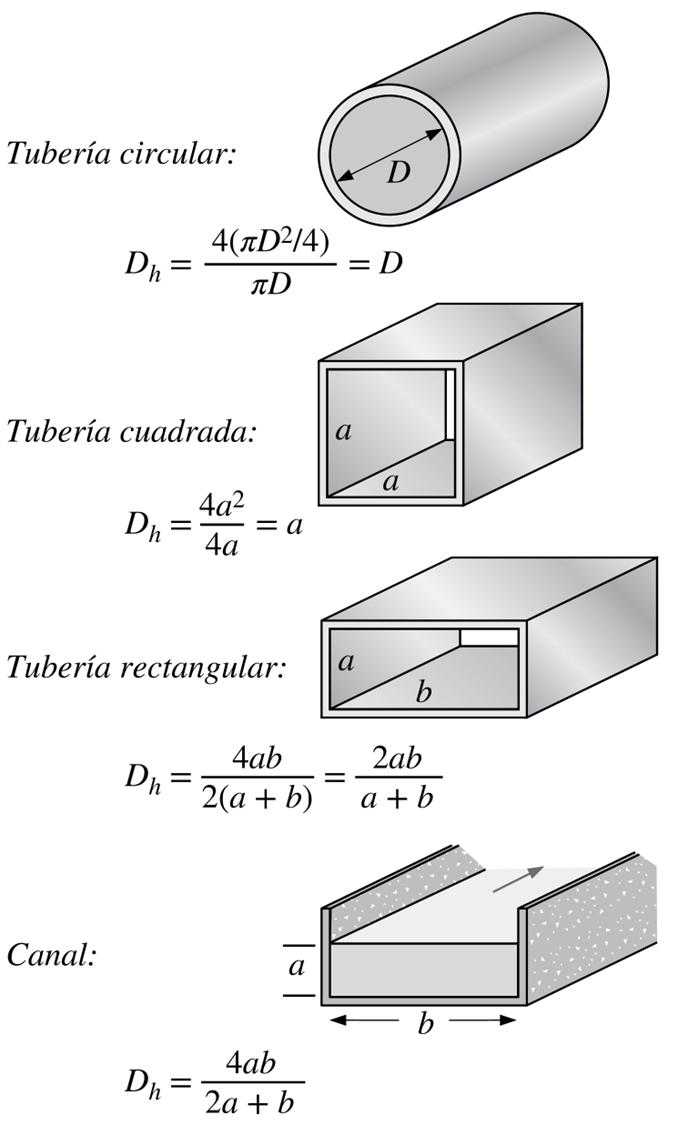 Tubería circular:
D
D_h = 4(πD²/4) / πD = D
Tubería cuadrada:
a
a
D_h = 4a² / 4a = a
Tubería rectangular:
a
b
D_h = 4ab / 2(a + b) = 2ab / a + b
Canal:
a
b
D_h = 4ab / 2a + b